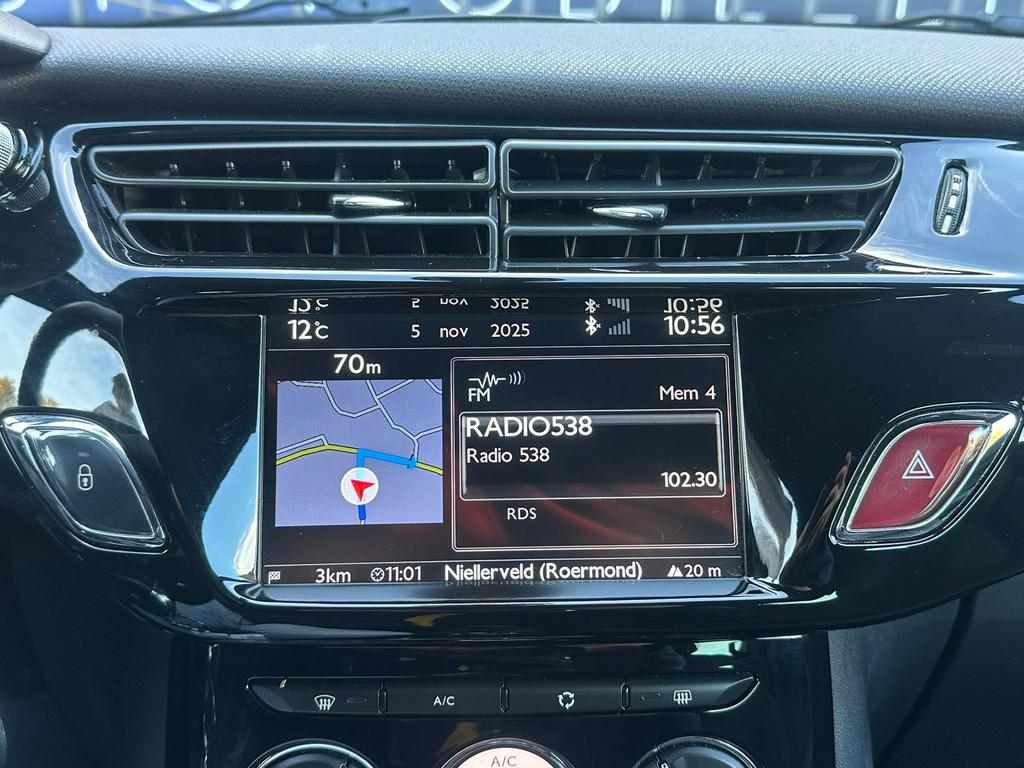 12°C 5 nov 2025 10:56
70m
FM Mem 4
RADIO538
Radio 538
102.30
RDS
3km 11:01 Niellerveld (Roermond) 20 m
A/C
A/C